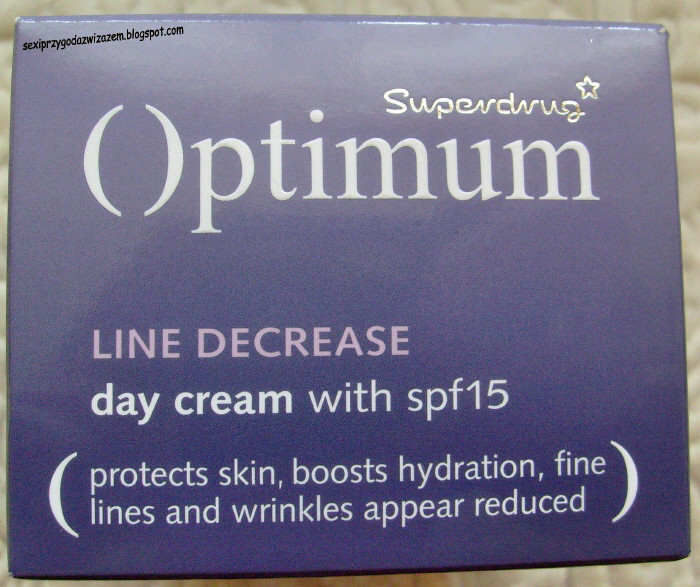 sexiprzygodazwizazem.blogspot.com
Superdrug
Optimum
LINE DECREASE
day cream with spf15
protects skin, boosts hydration, fine
lines and wrinkles appear reduced